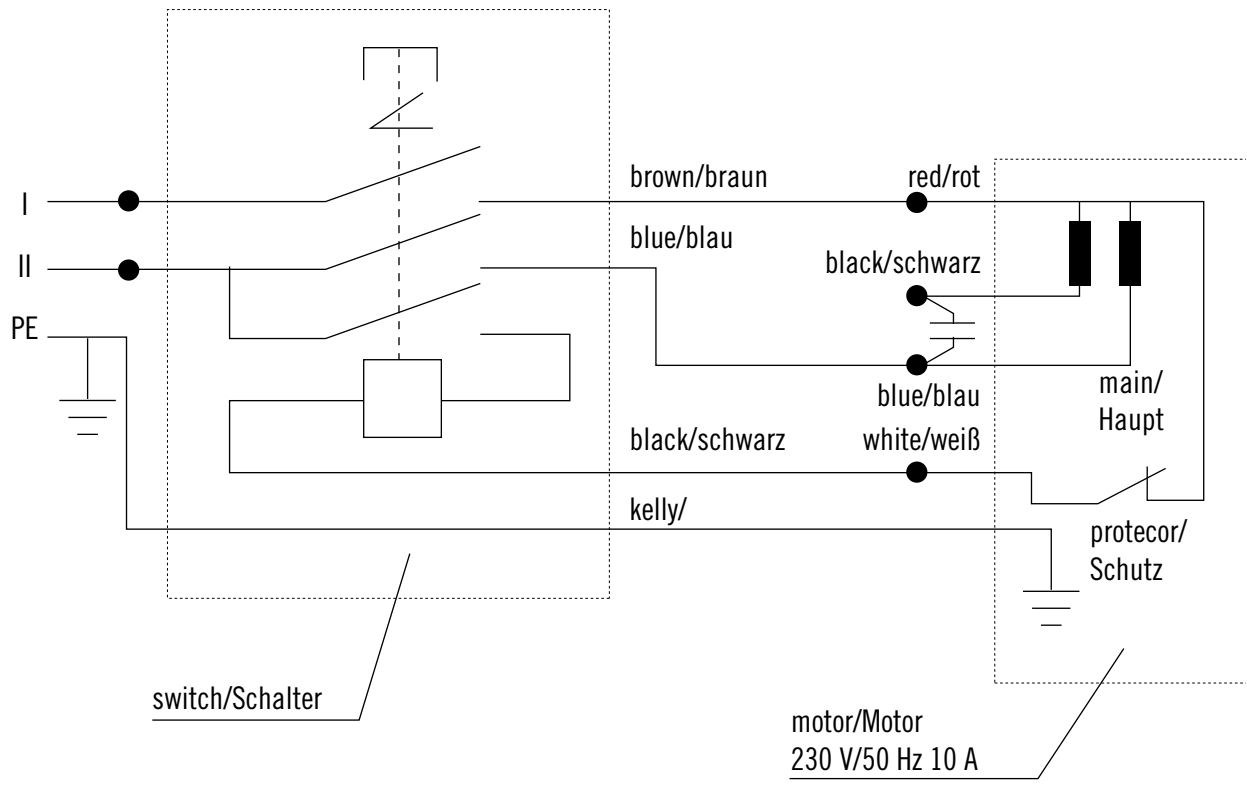 I
II
PE
brown/braun
red/rot
blue/blau
black/schwarz
blue/blau
main/
Haupt
black/schwarz
white/weiß
kelly/
protecor/
Schutz
switch/Schalter
motor/Motor
230 V/50 Hz 10 A